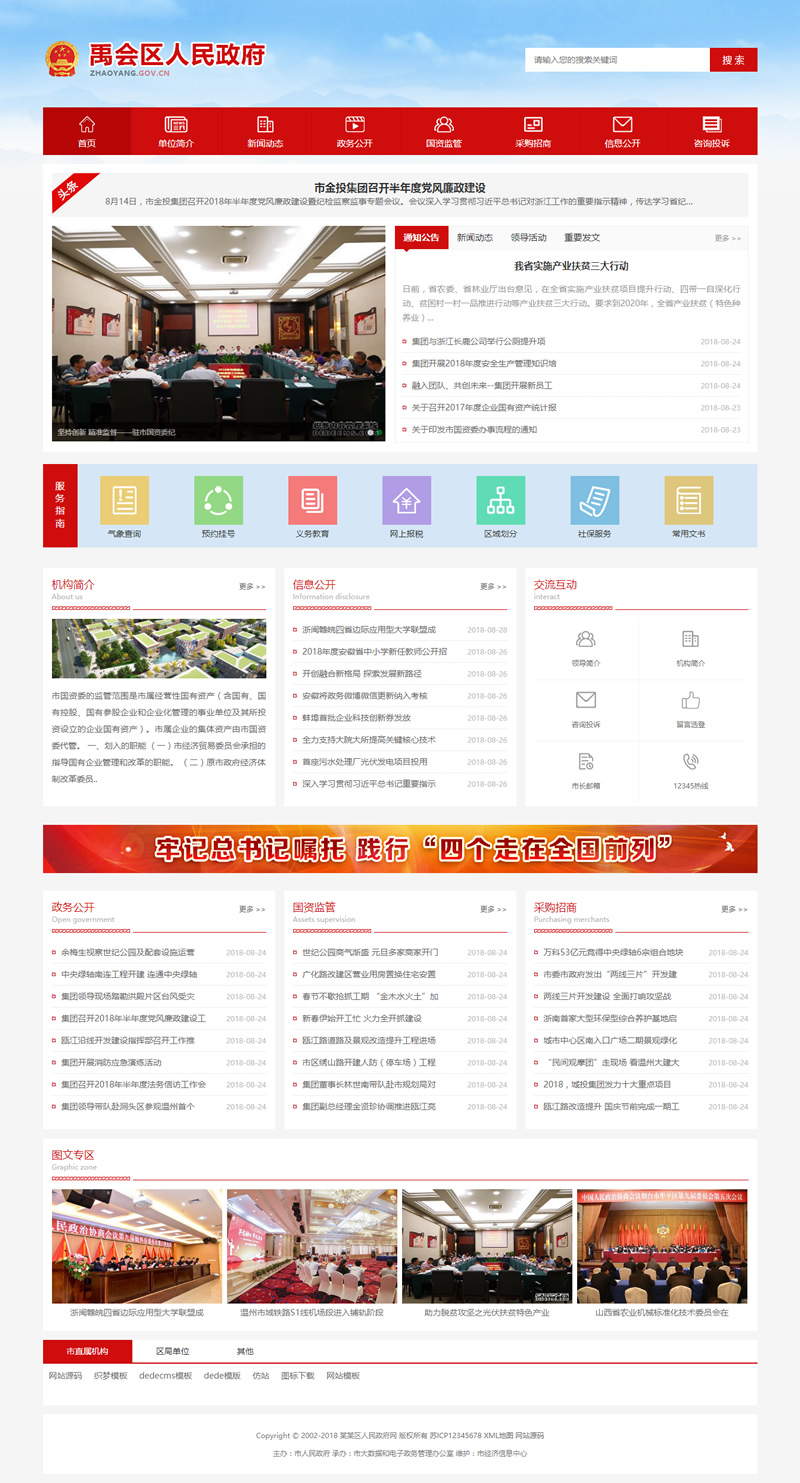 禹会区人民政府
ZHAOYANG.GOV.CN
请输入您的搜索关键词
搜 索
首页
单位简介
新闻动态
政务公开
国资监管
采购招商
信息公开
咨询投诉
头条
市金投集团召开半年度党风廉政建设
8月14日，市金投集团召开2018年半年度党风廉政建设暨纪检监察监事专题会议。会议深入学习贯彻习近平总书记对浙江工作的重要指示精神，传达学习省纪...
坚持创新 瞄准监督——驻市国资委纪
通知公告 新闻动态 领导活动 重要发文 更多 >>
我省实施产业扶贫三大行动
日前，省农委、省林业厅出台意见，在全省实施产业扶贫项目提升行动、四带一自深化行
动、贫困村一村一品推进行动等产业扶贫三大行动。要求到2020年，全省产业扶贫（特色种
养业）...
集团与浙江长鹿公司举行公厕提升项 2018-08-24
集团开展2018年度安全生产管理知识培 2018-08-24
融入团队、共创未来--集团开展新员工 2018-08-24
关于召开2017年度企业国有资产统计报 2018-08-23
关于印发市国资委办事流程的通知 2018-08-23
服务指南
气象查询
预约挂号
义务教育
网上报税
区域划分
社保服务
常用文书
机构简介 更多 >>
About us
市国资委的监管范围是市属经营性国有资产（含国有、国
有控股、国有参股企业和企业化管理的事业单位及其所投
资设立的企业国有资产）。市属企业的集体资产由市国资
委代管。 一、划入的职能 （一）市经济贸易委员会承担的
指导国有企业管理和改革的职能。 （二）原市政府经济体
制改革委员..
信息公开 更多 >>
Information disclosure
浙闽赣皖四省边际应用型大学联盟成 2018-08-28
2018年度安徽省中小学新任教师公开招 2018-08-26
开创融合新格局 探索发展新路径 2018-08-26
安徽将政务微博微信更新纳入考核 2018-08-26
蚌埠首批企业科技创新券发放 2018-08-26
全力支持大院大所提高关键核心技术 2018-08-26
首座污水处理厂光伏发电项目投用 2018-08-26
深入学习贯彻习近平总书记重要指示 2018-08-26
交流互动
interact
领导简介
机构简介
咨询投诉
留言选登
市长邮箱
12345热线
牢记总书记嘱托 践行“四个走在全国前列”
政务公开 更多 >>
Open government
余梅生视察世纪公园及配套设施运营 2018-08-24
中央绿轴南连工程开建 连通中央绿轴 2018-08-24
集团领导现场踏勘洪殿片区台风受灾 2018-08-24
集团召开2018年半年度党风廉政建设工 2018-08-24
瓯江沿线开发建设指挥部召开工作推 2018-08-24
集团开展消防应急演练活动 2018-08-24
集团召开2018年半年度法务信访工作会 2018-08-24
集团领导带队赴洞头区参观温州首个 2018-08-24
国资监管 更多 >>
Assets supervision
世纪公园商气渐盛 元旦多家商家开门 2018-08-24
广化路改建区营业用房置换住宅安置 2018-08-24
春节不歇抢抓工期 “金木水火土”加 2018-08-24
新春伊始开工忙 火力全开抓建设 2018-08-24
瓯江路道路及景观改造提升工程进场 2018-08-24
市区绣山路开建人防（停车场）工程 2018-08-24
集团董事长林世南带队赴市规划局对 2018-08-24
集团副总经理金贤珍协调推进瓯江亮 2018-08-24
采购招商 更多 >>
Purchasing merchants
万科53亿元竞得中央绿轴6宗组合地块 2018-08-24
市委市政府发出“两线三片”开发建 2018-08-24
两线三片开发建设 全面打响攻坚战 2018-08-24
浙南首家大型环保型综合养护基地启 2018-08-24
城市中心区南入口广场二期景观绿化 2018-08-24
“民间观摩团”走现场 看温州大建大 2018-08-24
2018，城投集团发力十大重点项目 2018-08-24
瓯江路改造提升 国庆节前完成一期工 2018-08-24
图文专区
Graphic zone
浙闽赣皖四省边际应用型大学联盟成
温州市域铁路S1线机场段进入辅轨阶段
助力脱贫攻坚之光伏扶贫特色产业
山西省农业机械标准化技术委员会在
市直属机构 区局单位 其他
网站源码 织梦模板 dedecms模板 dede模版 仿站 图标下载 网站模板
Copyright © 2002-2018 某某区人民政府网 版权所有 苏ICP12345678 XML地图 网站源码
主办：市人民政府 承办：市大数据和电子政务管理办公室 维护：市经济信息中心